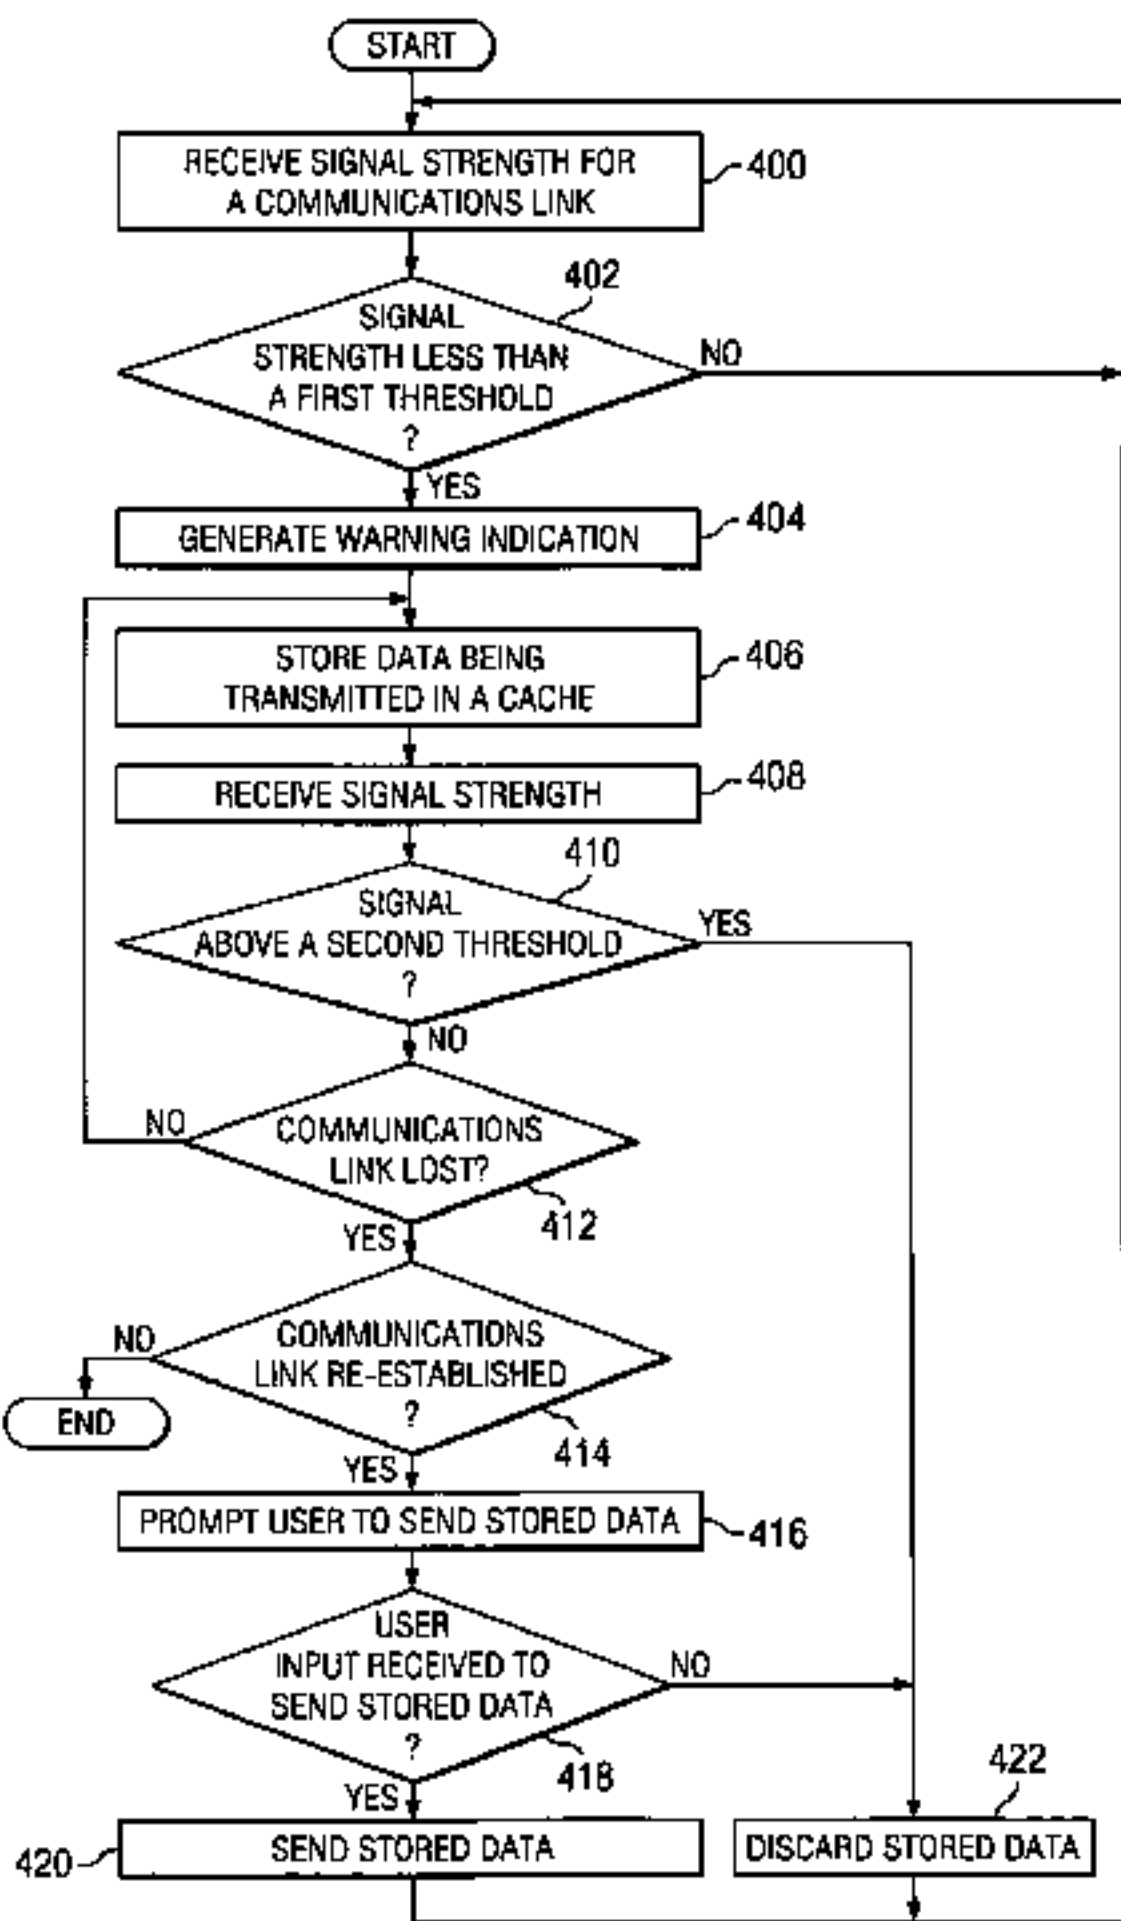 START
RECEIVE SIGNAL STRENGTH FOR
A COMMUNICATIONS LINK
400
402
SIGNAL
STRENGTH LESS THAN
A FIRST THRESHOLD
?
NO
YES
GENERATE WARNING INDICATION
404
STORE DATA BEING
TRANSMITTED IN A CACHE
406
RECEIVE SIGNAL STRENGTH
408
410
SIGNAL
ABOVE A SECOND THRESHOLD
?
YES
NO
COMMUNICATIONS
LINK LOST?
NO
412
YES
COMMUNICATIONS
LINK RE-ESTABLISHED
?
NO
END
414
YES
PROMPT USER TO SEND STORED DATA
416
USER
INPUT RECEIVED TO
SEND STORED DATA
?
NO
418
YES
422
SEND STORED DATA
420
DISCARD STORED DATA